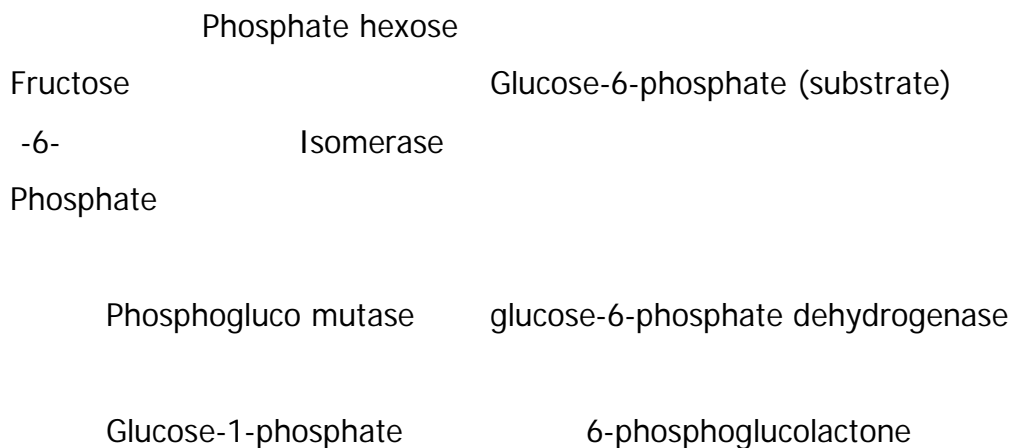 Phosphate hexose
Fructose Glucose-6-phosphate (substrate)
-6- Isomerase
Phosphate
Phosphogluco mutase glucose-6-phosphate dehydrogenase
Glucose-1-phosphate 6-phosphoglucolactone